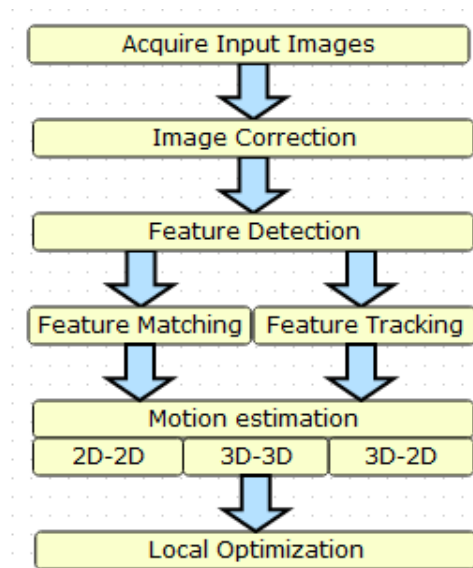 Acquire Input Images
Image Correction
Feature Detection
Feature Matching
Feature Tracking
Motion estimation
2D-2D
3D-3D
3D-2D
Local Optimization